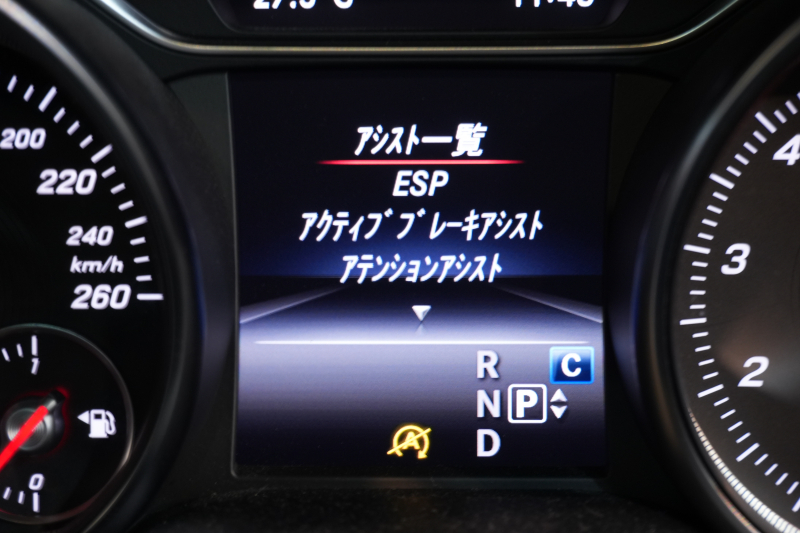 アシスト一覧
ESP
アクティブブレーキアシスト
アテンションアシスト
R
C
N P
D
200
220
240
km/h
260
1
0
4
3
2